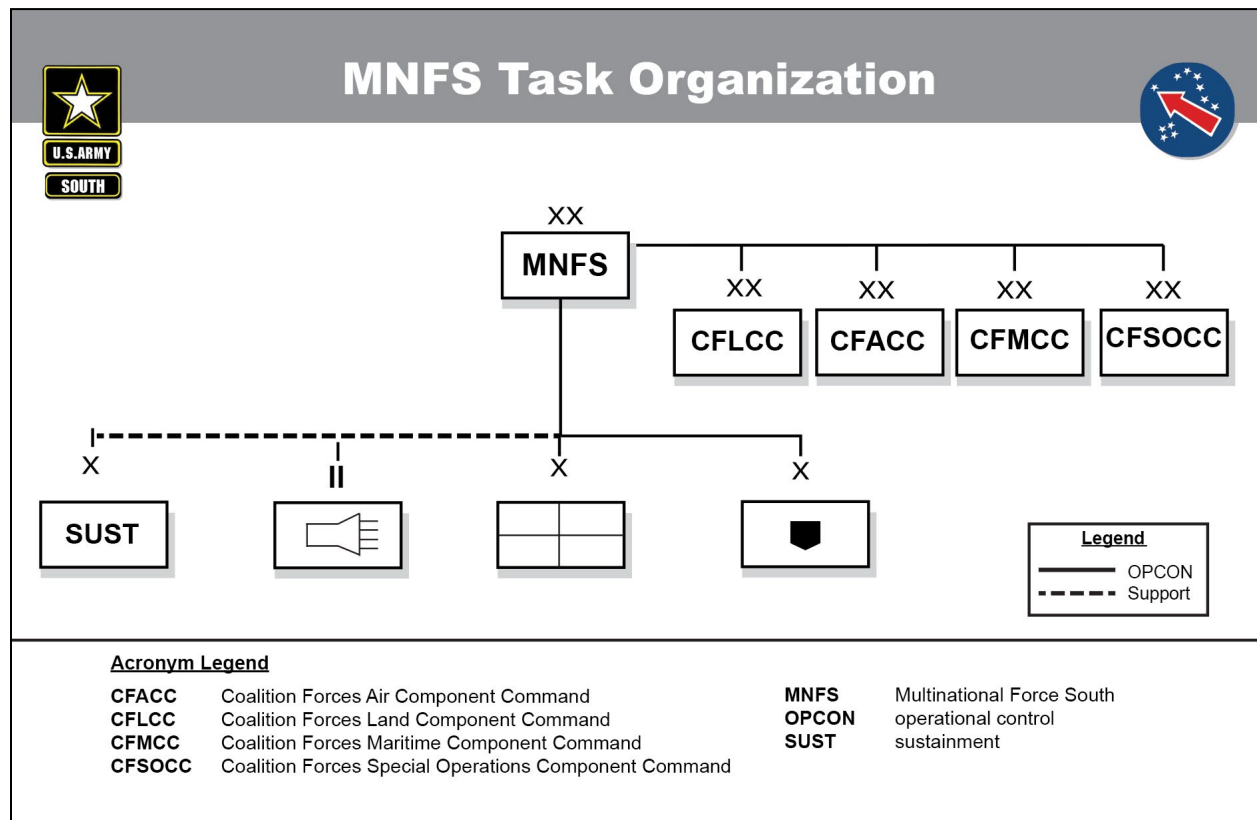 MNFS Task Organization
U.S.ARMY
SOUTH
XX
MNFS
XX XX XX XX
CFLCC CFACC CFMCC CFSOCC
X II X X
SUST
Legend
OPCON
Support
Acronym Legend
CFACC Coalition Forces Air Component Command
CFLCC Coalition Forces Land Component Command
CFMCC Coalition Forces Maritime Component Command
CFSOCC Coalition Forces Special Operations Component Command
MNFS Multinational Force South
OPCON operational control
SUST sustainment